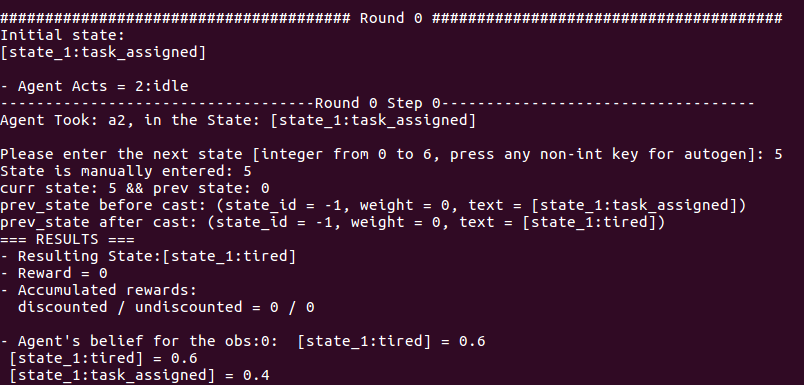 ####################################### Round 0 #######################################
Initial state:
[state_1:task_assigned]
- Agent Acts = 2:idle
-----------------------------------Round 0 Step 0-----------------------------------
Agent Took: a2, in the State: [state_1:task_assigned]
Please enter the next state [integer from 0 to 6, press any non-int key for autogen]: 5
State is manually entered: 5
curr state: 5 && prev state: 0
prev_state before cast: (state_id = -1, weight = 0, text = [state_1:task_assigned])
prev_state after cast: (state_id = -1, weight = 0, text = [state_1:tired])
=== RESULTS ===
- Resulting State:[state_1:tired]
- Reward = 0
- Accumulated rewards:
  discounted / undiscounted = 0 / 0
- Agent's belief for the obs:0:  [state_1:tired] = 0.6
 [state_1:tired] = 0.6
 [state_1:task_assigned] = 0.4